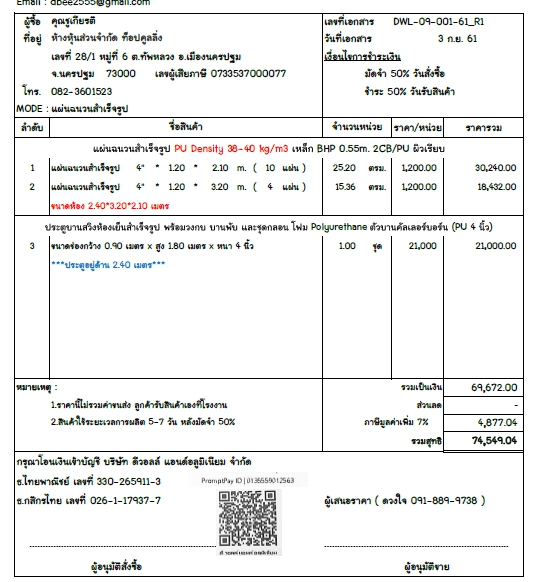 Email : dbee2555@gmail.com
ผู้ซื้อ คุณชูเกียรติ เลขที่เอกสาร DWL-09-001-61_R1
ที่อยู่ ห้างหุ้นส่วนจำกัด ท็อปคูลลิ่ง วันที่เอกสาร 3 ก.ย. 61
เลขที่ 28/1 หมู่ที่ 6 ต.ทัพหลวง อ.เมืองนครปฐม เงื่อนไขการชำระเงิน
จ.นครปฐม 73000 เลขผู้เสียภาษี 0733537000077 มัดจำ 50% วันสั่งซื้อ
โทร. 082-3601523 ชำระ 50% วันรับสินค้า
MODE : แผ่นฉนวนสำเร็จรูป
ลำดับ ชื่อสินค้า จำนวนหน่วย ราคา/หน่วย ราคารวม
แผ่นฉนวนสำเร็จรูป PU Density 38-40 kg/m3 เหล็ก BHP 0.55m. 2CB/PU ผิวเรียบ
1 แผ่นฉนวนสำเร็จรูป 4" * 1.20 * 2.10 m. ( 10 แผ่น ) 25.20 ตรม. 1,200.00 30,240.00
2 แผ่นฉนวนสำเร็จรูป 4" * 1.20 * 3.20 m. ( 4 แผ่น ) 15.36 ตรม. 1,200.00 18,432.00
ขนาดห้อง 2.40*3.20*2.10 เมตร
ประตูบานสวิงห้องเย็นสำเร็จรูป พร้อมวงกบ บานพับ และชุดกลอน โฟม Polyurethane ตัวบานคัลเลอร์บอร์น (PU 4 นิ้ว)
3 ขนาดช่องกว้าง 0.90 เมตร x สูง 1.80 เมตร x หนา 4 นิ้ว 1.00 ชุด 21,000 21,000.00
***ประตูอยู่ด้าน 2.40 เมตร***
หมายเหตุ : รวมเป็นเงิน 69,672.00
1.ราคานี้ไม่รวมค่าขนส่ง ลูกค้ารับสินค้าเองที่โรงงาน ส่วนลด -
2.สินค้าใช้ระยะเวลาการผลิต 5-7 วัน หลังมัดจำ 50% ภาษีมูลค่าเพิ่ม 7% 4,877.04
รวมสุทธิ 74,549.04
กรุณาโอนเงินเข้าบัญชี บริษัท ดีวอลล์ แอนด์อลูมิเนียม จำกัด
ธ.ไทยพาณิชย์ เลขที่ 330-265911-3 PromptPay ID | 0135559012563
ธ.กสิกรไทย เลขที่ 026-1-17937-7 ผู้เสนอราคา ( ดวงใจ 091-889-9738 )
ผู้อนุมัติสั่งซื้อ ผู้อนุมัติขาย